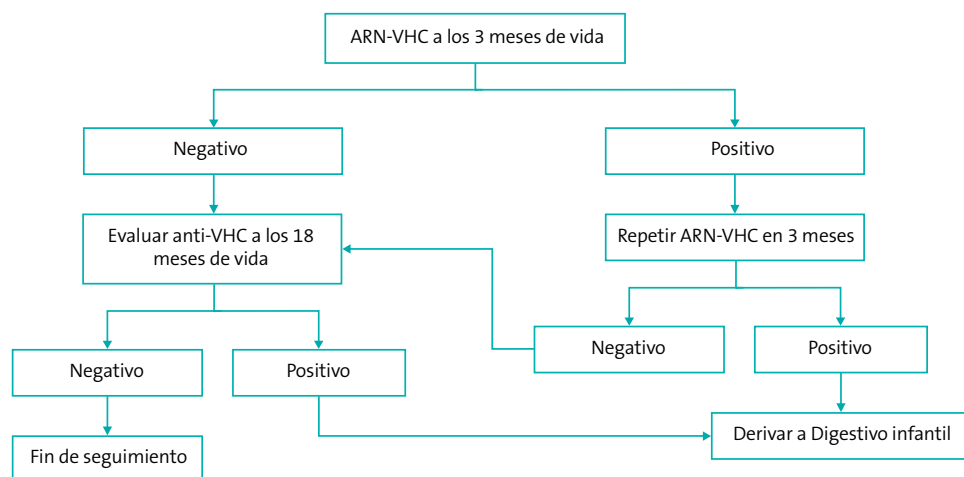 ARN-VHC a los 3 meses de vida
Negativo
Positivo
Evaluar anti-VHC a los 18
meses de vida
Repetir ARN-VHC en 3 meses
Negativo
Positivo
Negativo
Positivo
Fin de seguimiento
Derivar a Digestivo infantil